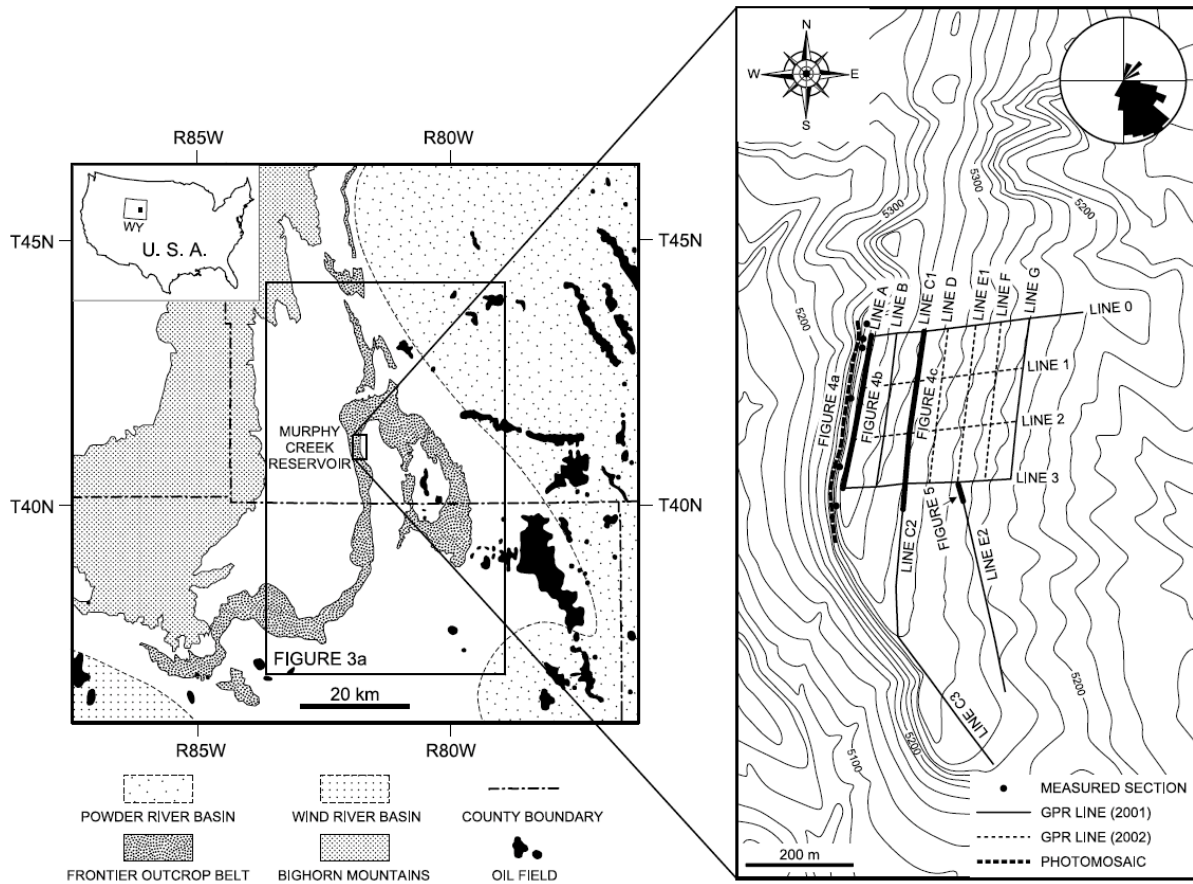 R85W
R80W
T45N
T45N
WY
U. S. A.
MURPHY
CREEK
RESERVOIR
T40N
T40N
FIGURE 3a
20 km
R85W
R80W
POWDER RIVER BASIN
WIND RIVER BASIN
COUNTY BOUNDARY
FRONTIER OUTCROP BELT
BIGHORN MOUNTAINS
OIL FIELD
N
W
E
S
5300
5200
5300
5200
LINE A
LINE B
LINE C1
LINE D
LINE E1
LINE F
LINE G
LINE 0
LINE 1
LINE 2
LINE 3
FIGURE 4a
FIGURE 4b
FIGURE 4c
FIGURE 5
LINE C2
LINE E2
LINE C3
5200
5200
5100
MEASURED SECTION
GPR LINE (2001)
GPR LINE (2002)
PHOTOMOSAIC
200 m